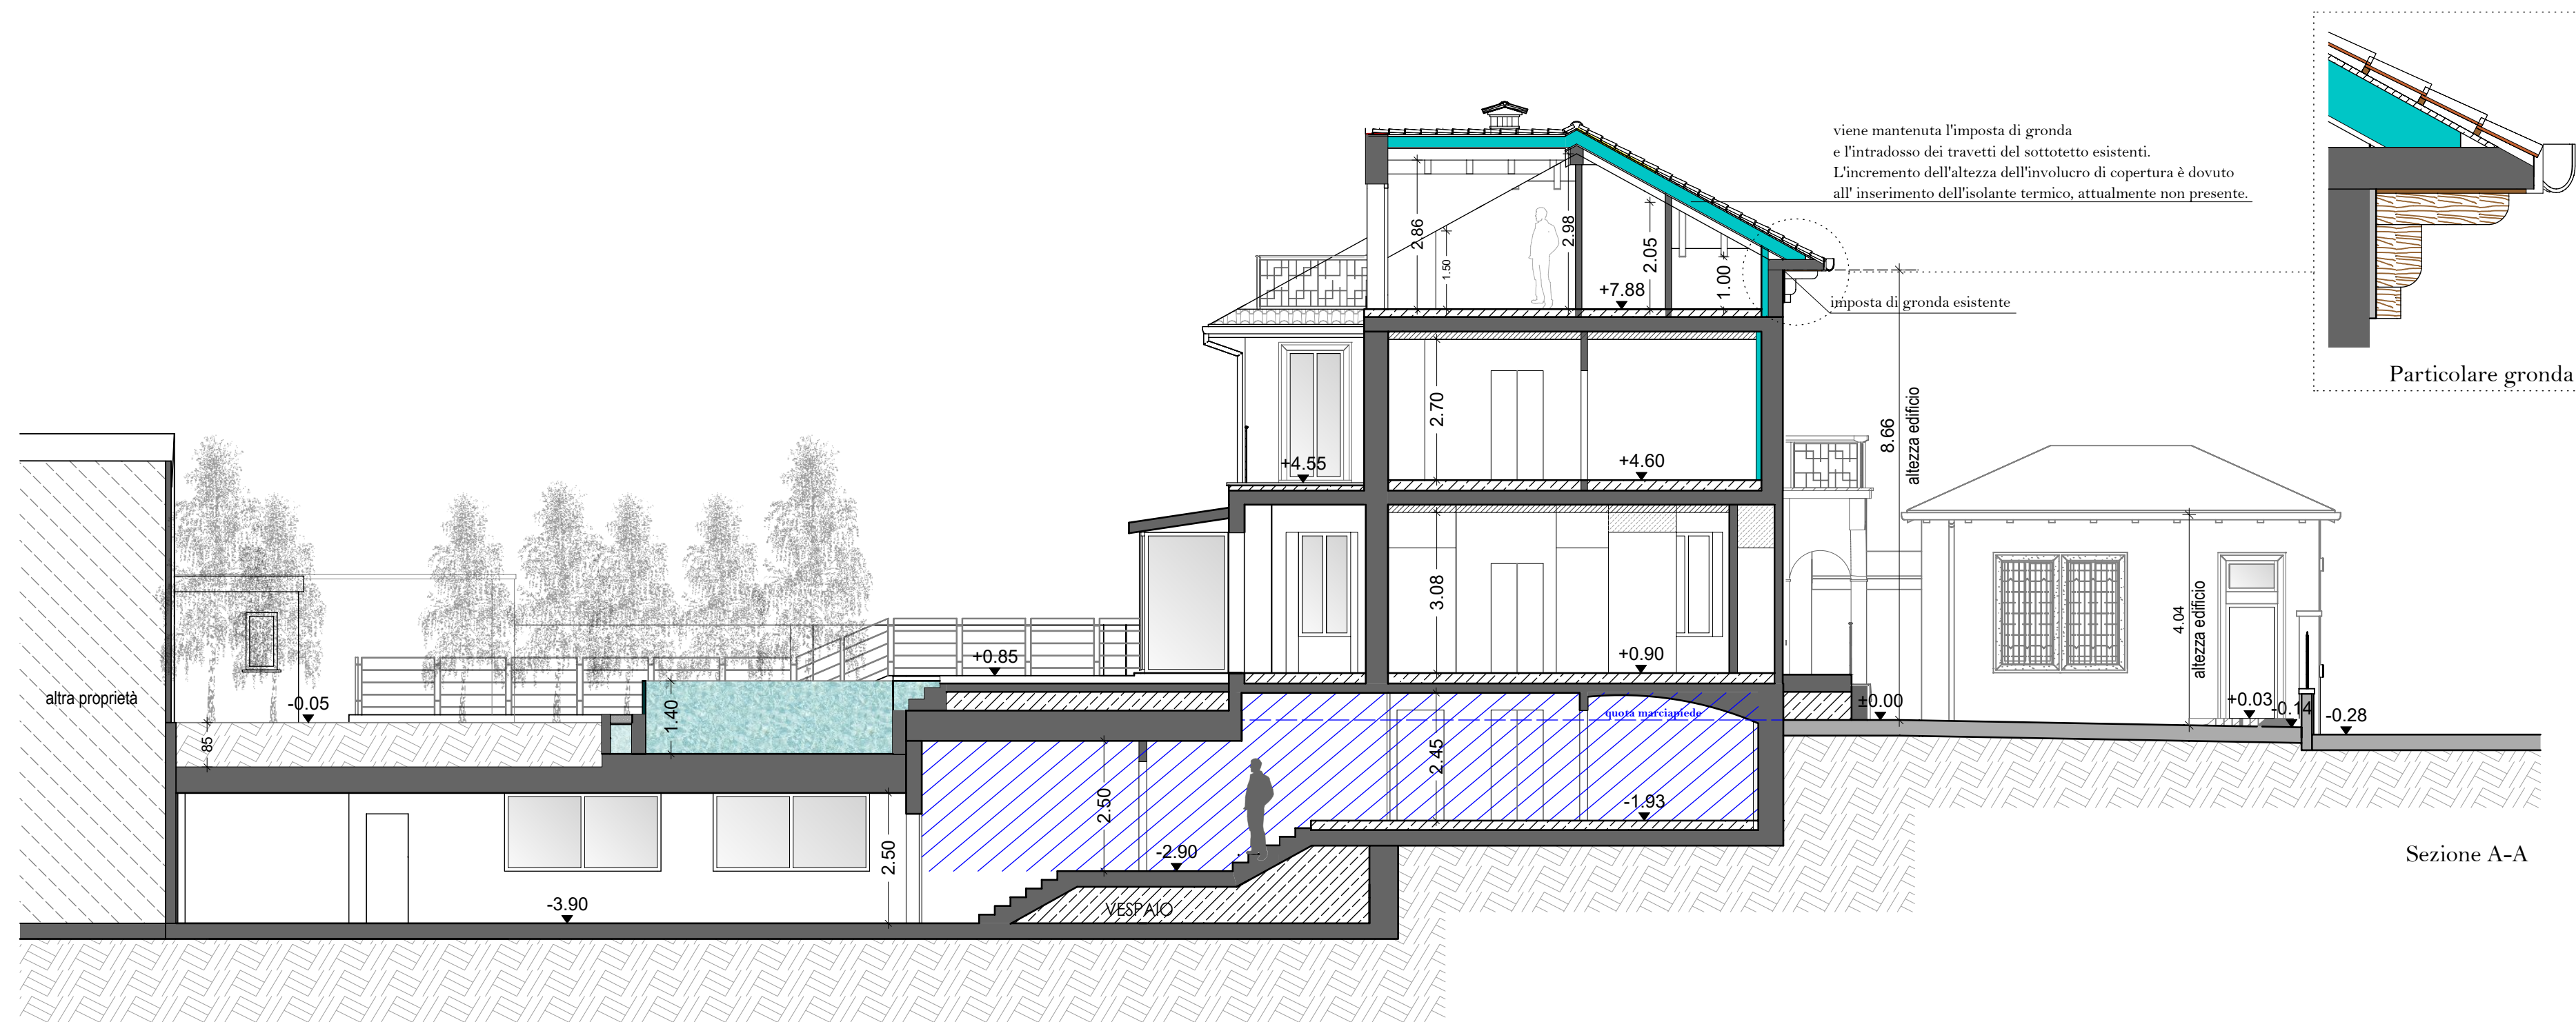 viene mantenuta l'imposta di gronda
e l'intradosso dei travetti del sottotetto esistenti.
L'incremento dell'altezza dell'involucro di copertura è dovuto
all' inserimento dell'isolante termico, attualmente non presente.
2.86
1.50
2.98
2.05
1.00
+7.88
imposta di gronda esistente
Particolare gronda
2.70
+4.55
+4.60
8.66
altezza edificio
3.08
+0.90
+0.85
4.04
altezza edificio
altra proprietà
-0.05
85
1.40
quota marciapiede
±0.00
+0.03
-0.14
-0.28
2.50
2.45
-1.93
-2.90
2.50
-3.90
VESPAIO
Sezione A-A